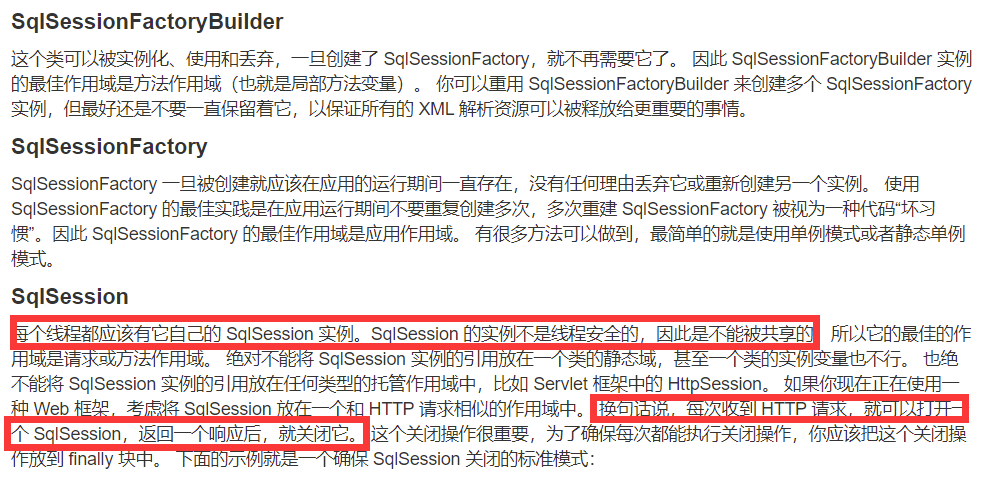 SqlSessionFactoryBuilder
这个类可以被实例化、使用和丢弃，一旦创建了 SqlSessionFactory，就不再需要它了。 因此 SqlSessionFactoryBuilder 实例
的最佳作用域是方法作用域（也就是局部方法变量）。 你可以重用 SqlSessionFactoryBuilder 来创建多个 SqlSessionFactory
实例，但最好还是不要一直保留着它，以保证所有的 XML 解析资源可以被释放给更重要的事情。
SqlSessionFactory
SqlSessionFactory 一旦被创建就应该在应用的运行期间一直存在，没有任何理由丢弃它或重新创建另一个实例。 使用
SqlSessionFactory 的最佳实践是在应用运行期间不要重复创建多次，多次重建 SqlSessionFactory 被视为一种代码“坏习
惯”。因此 SqlSessionFactory 的最佳作用域是应用作用域。 有很多方法可以做到，最简单的就是使用单例模式或者静态单例
模式。
SqlSession
每个线程都应该有它自己的 SqlSession 实例。SqlSession 的实例不是线程安全的，因此是不能被共享的 所以它的最佳的作
用域是请求或方法作用域。 绝对不能将 SqlSession 实例的引用放在一个类的静态域，甚至一个类的实例变量也不行。 也绝
不能将 SqlSession 实例的引用放在任何类型的托管作用域中，比如 Servlet 框架中的 HttpSession。 如果你现在正在使用一
种 Web 框架，考虑将 SqlSession 放在一个和 HTTP 请求相似的作用域中。 换句话说，每次收到 HTTP 请求，就可以打开一
个 SqlSession，返回一个响应后，就关闭它。 这个关闭操作很重要，为了确保每次都能执行关闭操作，你应该把这个关闭操
作放到 finally 块中。 下面的示例就是一个确保 SqlSession 关闭的标准模式：